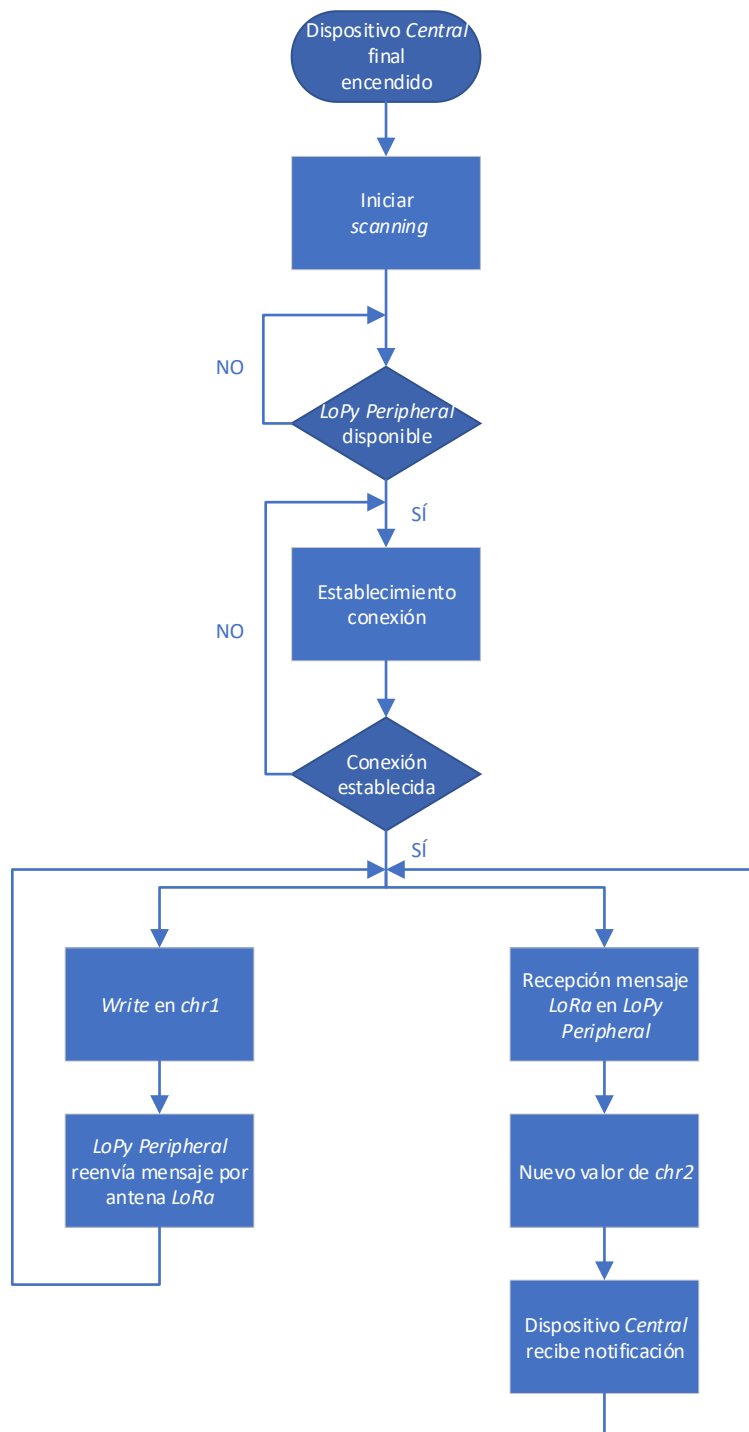 Dispositivo Central
final
encendido
Iniciar
scanning
NO
LoPy Peripheral
disponible
SÍ
Establecimiento
conexión
NO
Conexión
establecida
SÍ
Write en chr1
LoPy Peripheral
reenvía mensaje por
antena LoRa
Recepción mensaje
LoRa en LoPy
Peripheral
Nuevo valor de chr2
Dispositivo Central
recibe notificación